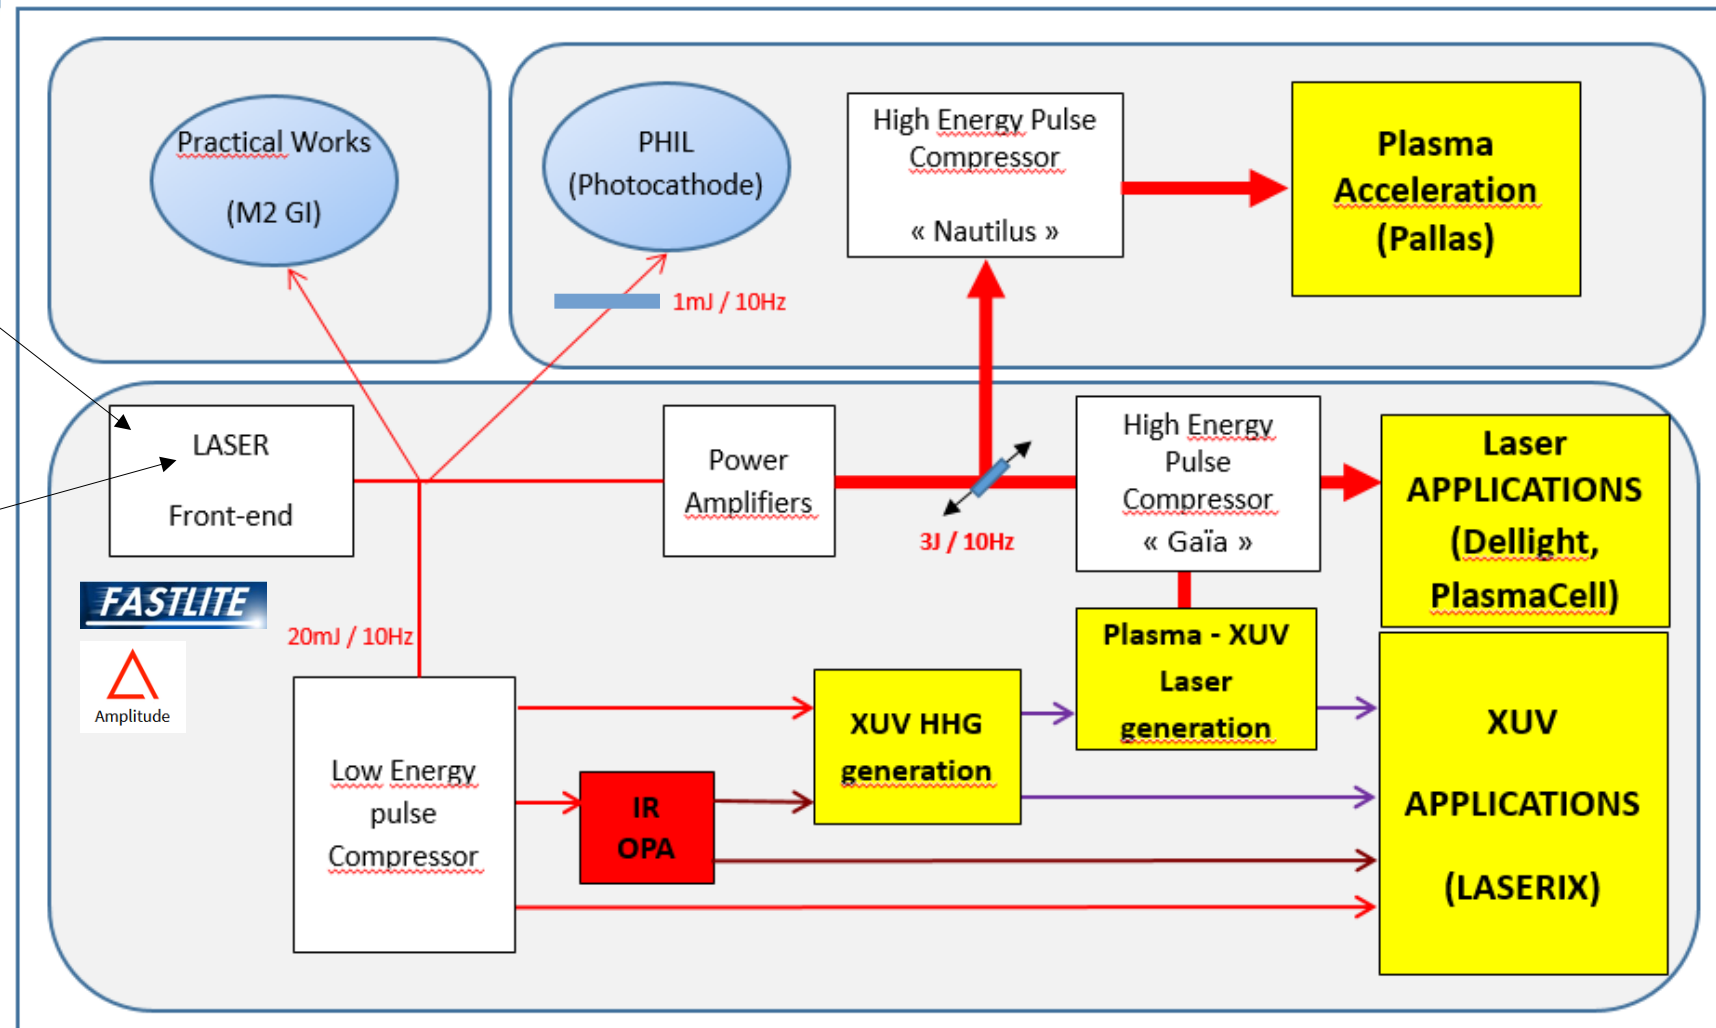 Practical Works
(M2 GI)
PHIL
(Photocathode)
1mJ / 10Hz
High Energy Pulse
Compressor
« Nautilus »
Plasma
Acceleration
(Pallas)
LASER
Front-end
Power
Amplifiers
3J / 10Hz
High Energy
Pulse
Compressor
« Gaïa »
Laser
APPLICATIONS
(Dellight,
PlasmaCell)
FASTLITE
Amplitude
20mJ / 10Hz
Low Energy
pulse
Compressor
IR
OPA
XUV HHG
generation
Plasma - XUV
Laser
generation
XUV
APPLICATIONS
(LASERIX)